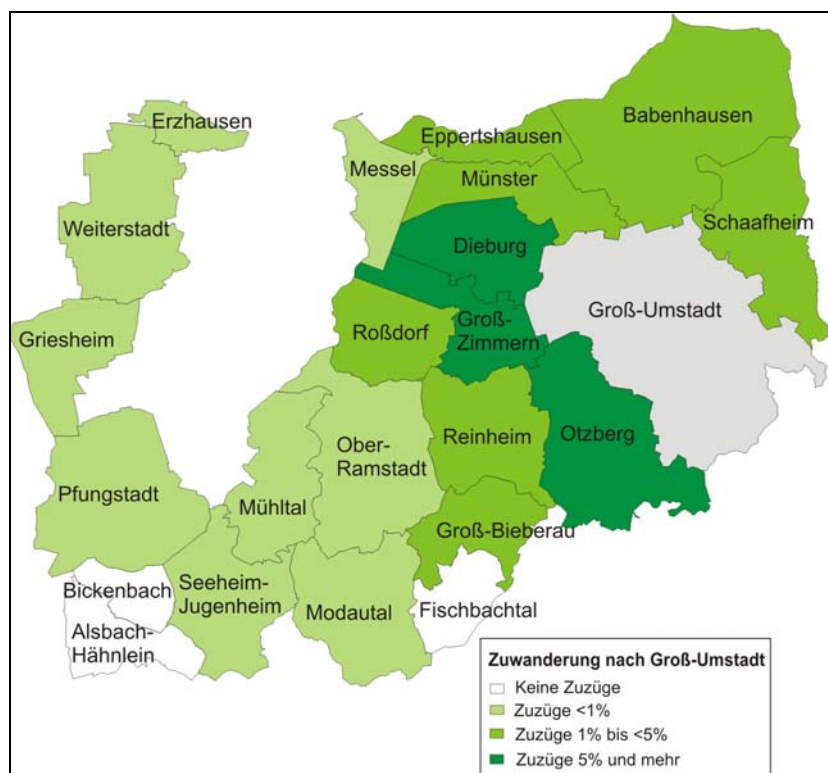 Erzhausen
Babenhausen
Eppertshausen
Messel
Münster
Schaafheim
Weiterstadt
Dieburg
Groß-Umstadt
Griesheim
Roßdorf
Groß-
Zimmern
Otzberg
Reinheim
Ober-
Ramstadt
Pfungstadt
Mühltal
Groß-Bieberau
Bickenbach
Seeheim-
Jugenheim
Modautal
Fischbachtal
Alsbach-
Hähnlein
Zuwanderung nach Groß-Umstadt
Keine Zuzüge
Zuzüge <1%
Zuzüge 1% bis <5%
Zuzüge 5% und mehr